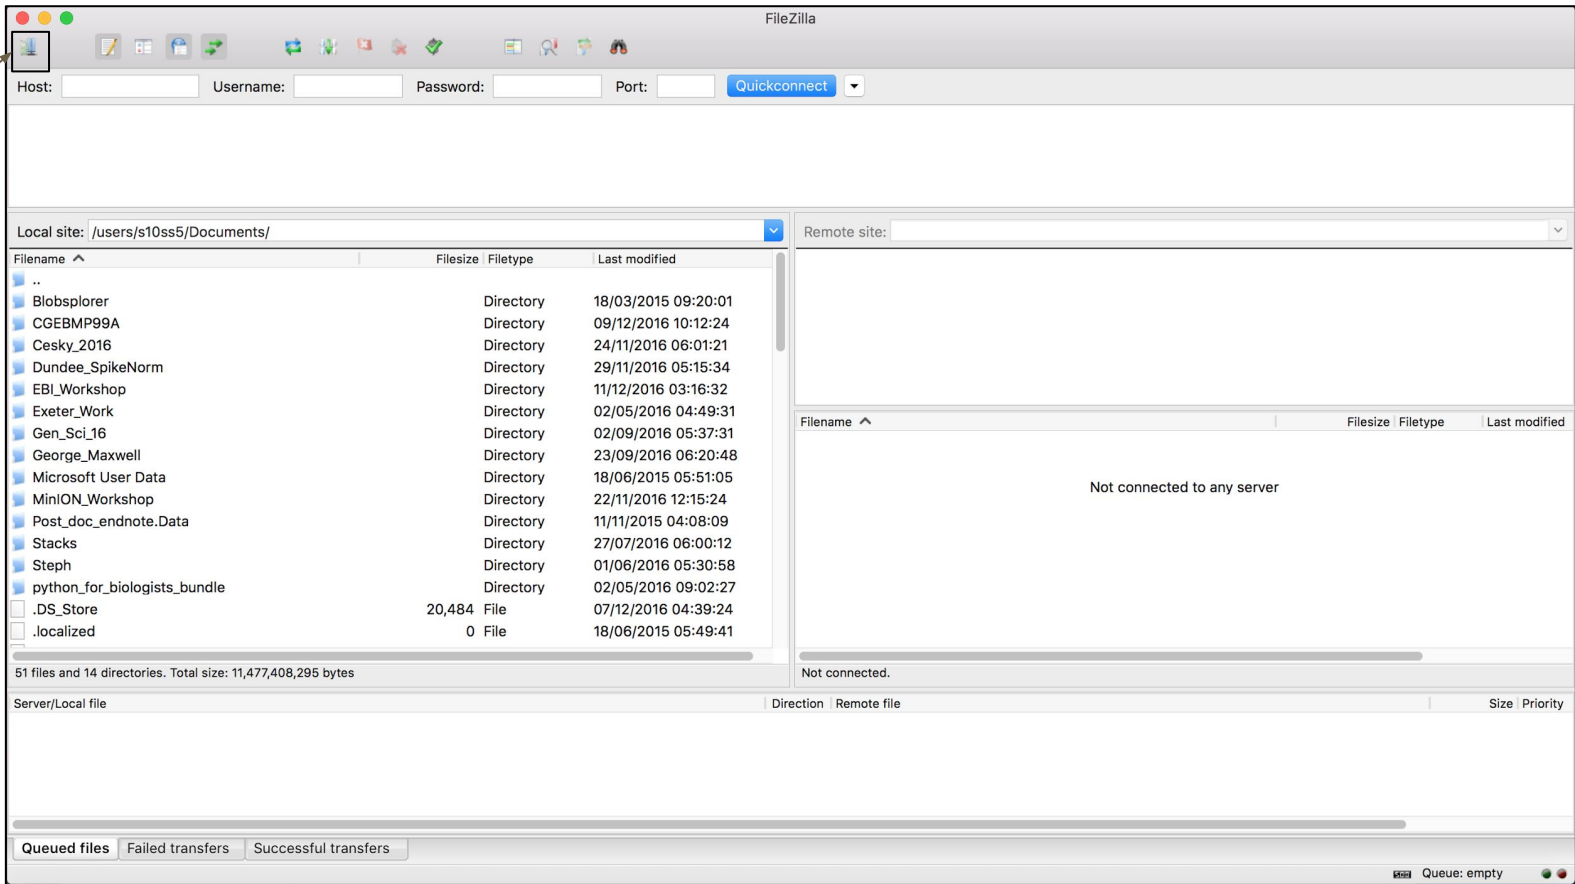 FileZilla
Host: Username: Password: Port: Quickconnect
Local site: /users/s10ss5/Documents/ Remote site:
Filename Filesize Filetype Last modified
..
Blobsplorer Directory 18/03/2015 09:20:01
CGEBMP99A Directory 09/12/2016 10:12:24
Cesky_2016 Directory 24/11/2016 06:01:21
Dundee_SpikeNorm Directory 29/11/2016 05:15:34
EBI_Workshop Directory 11/12/2016 03:16:32
Exeter_Work Directory 02/05/2016 04:49:31
Gen_Sci_16 Directory 02/09/2016 05:37:31
George_Maxwell Directory 23/09/2016 06:20:48
Microsoft User Data Directory 18/06/2015 05:51:05
MinION_Workshop Directory 22/11/2016 12:15:24
Post_doc_endnote.Data Directory 11/11/2015 04:08:09
Stacks Directory 27/07/2016 06:00:12
Steph Directory 01/06/2015 05:30:58
python_for_biologists_bundle Directory 02/05/2016 09:02:27
.DS_Store 20,484 File 07/12/2016 04:39:24
.localized 0 File 18/06/2015 05:49:41
51 files and 14 directories. Total size: 11,477,408,295 bytes
Filename Filesize Filetype Last modified
Not connected to any server
Not connected.
Server/Local file Direction Remote file Size Priority
Queued files Failed transfers Successful transfers
Queue: empty